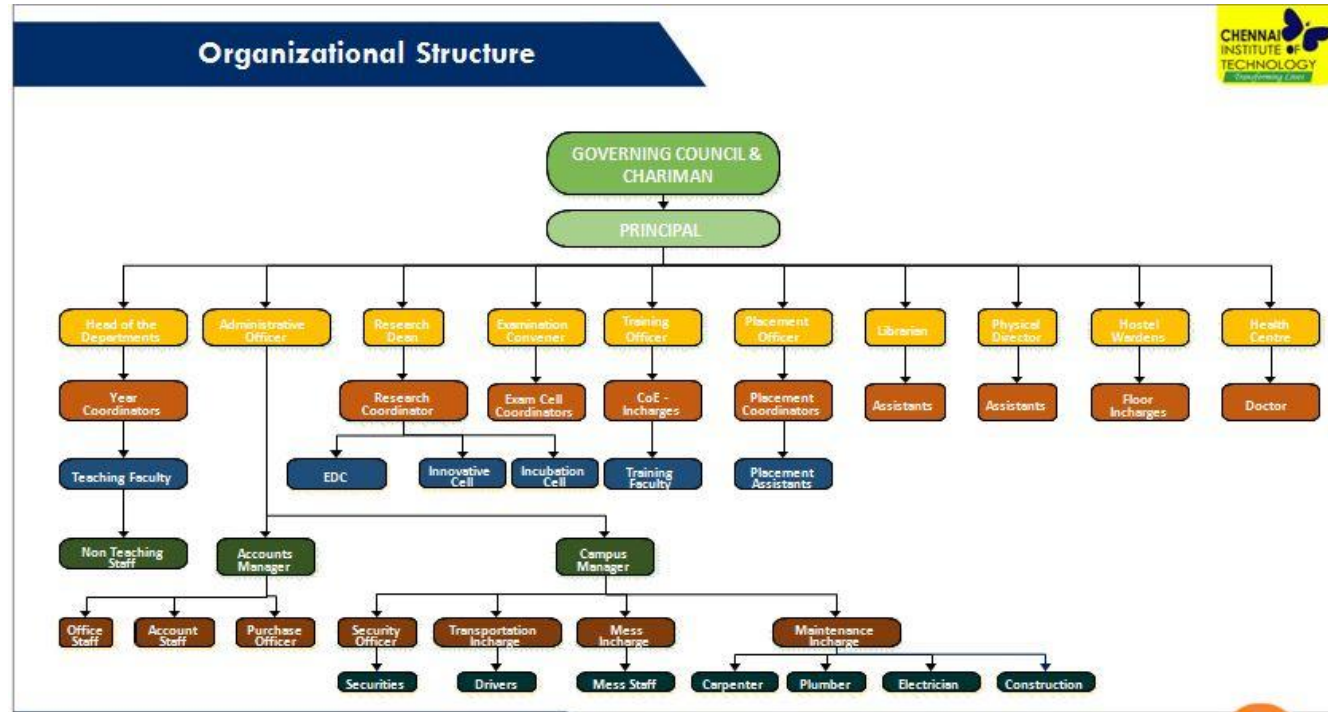 Organizational Structure
CHENNAI
INSTITUTE OF
TECHNOLOGY
Transforming Lives
GOVERNING COUNCIL &
CHARIMAN
PRINCIPAL
Head of the
Departments
Administrative
Officer
Research
Dean
Examination
Convener
Training
Officer
Placement
Officer
Librarian
Physical
Director
Hostel
Wardens
Health
Centre
Year
Coordinators
Research
Coordinator
Exam Cell
Coordinators
CoE -
Incharges
Placement
Coordinators
Assistants
Assistants
Floor
Incharges
Doctor
Teaching Faculty
EDC
Innovative
Cell
Incubation
Cell
Training
Faculty
Placement
Assistants
Non Teaching
Staff
Accounts
Manager
Campus
Manager
Office
Staff
Account
Staff
Purchase
Officer
Security
Officer
Transportation
Incharge
Mess
Incharge
Maintenance
Incharge
Securities
Drivers
Mess Staff
Carpenter
Plumber
Electrician
Construction